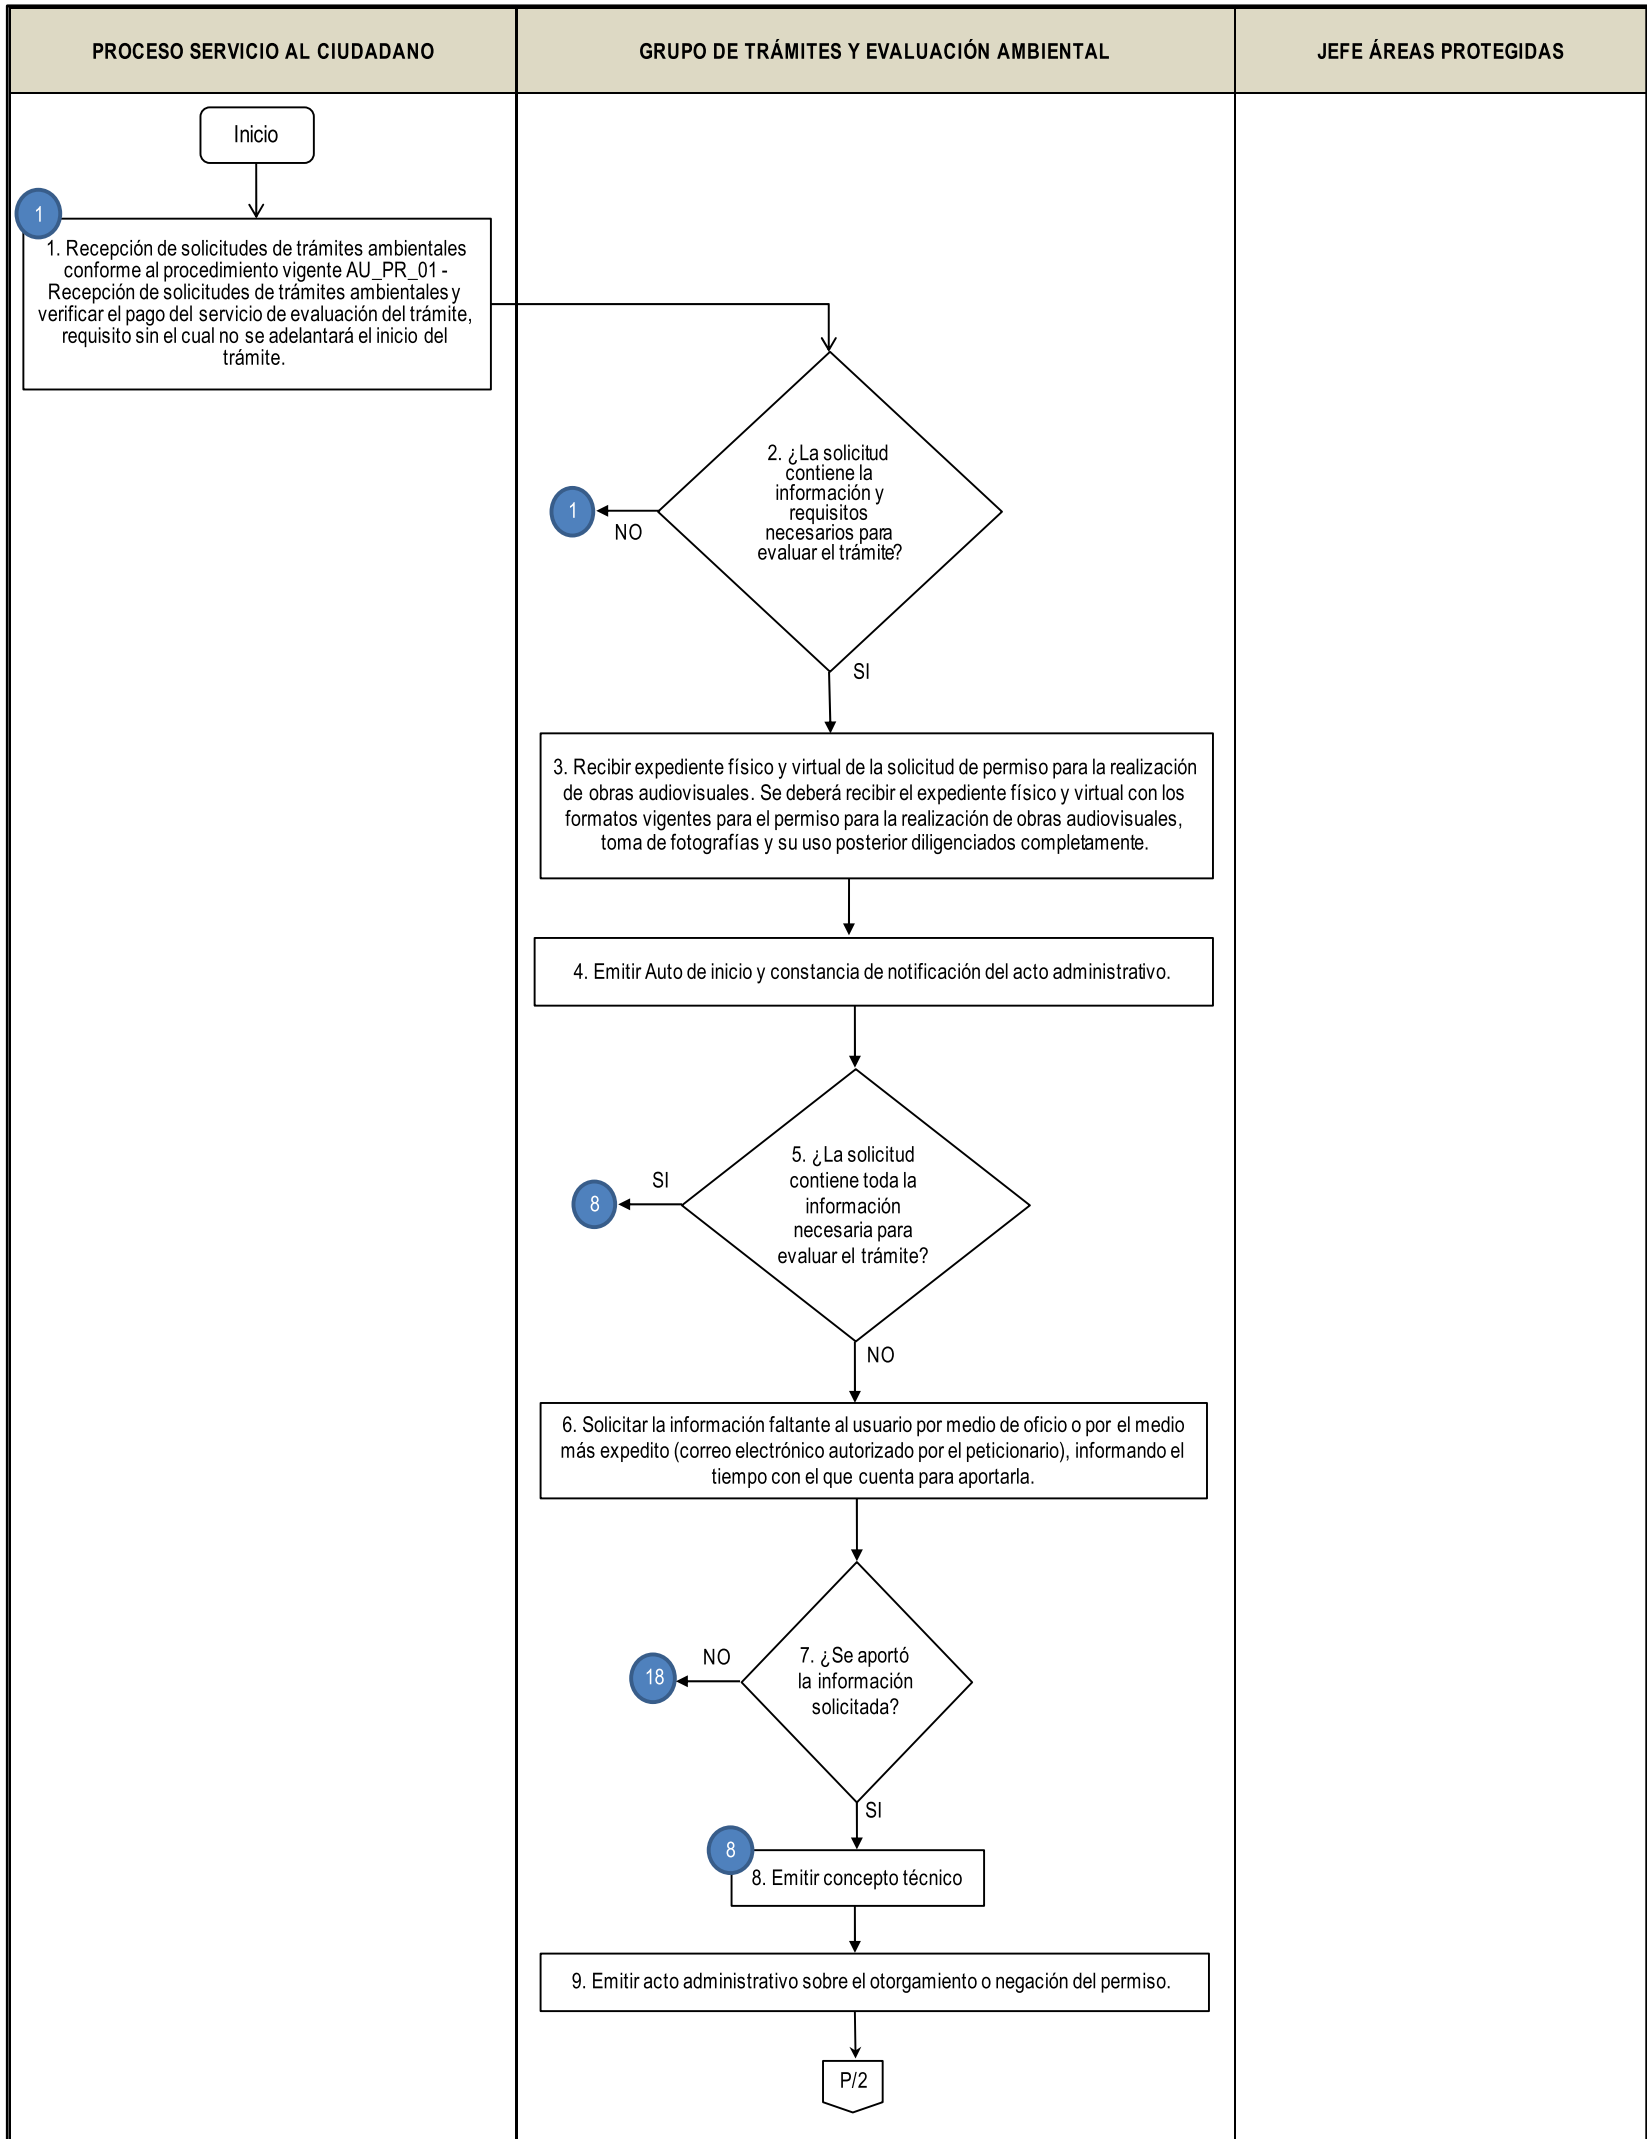 PROCESO SERVICIO AL CIUDADANO
GRUPO DE TRÁMITES Y EVALUACIÓN AMBIENTAL
JEFE ÁREAS PROTEGIDAS
Inicio
1
1. Recepción de solicitudes de trámites ambientales
conforme al procedimiento vigente AU_PR_01 -
Recepción de solicitudes de trámites ambientales y
verificar el pago del servicio de evaluación del trámite,
requisito sin el cual no se adelantará el inicio del
trámite.
2. ¿La solicitud
contiene la
información y
requisitos
necesarios para
evaluar el trámite?
1
NO
SI
3. Recibir expediente físico y virtual de la solicitud de permiso para la realización
de obras audiovisuales. Se deberá recibir el expediente físico y virtual con los
formatos vigentes para el permiso para la realización de obras audiovisuales,
toma de fotografías y su uso posterior diligenciados completamente.
4. Emitir Auto de inicio y constancia de notificación del acto administrativo.
5. ¿La solicitud
contiene toda la
información
necesaria para
evaluar el trámite?
SI
8
NO
6. Solicitar la información faltante al usuario por medio de oficio o por el medio
más expedito (correo electrónico autorizado por el peticionario), informando el
tiempo con el que cuenta para aportarla.
7. ¿Se aportó
la información
solicitada?
NO
18
SI
8
8. Emitir concepto técnico
9. Emitir acto administrativo sobre el otorgamiento o negación del permiso.
P/2